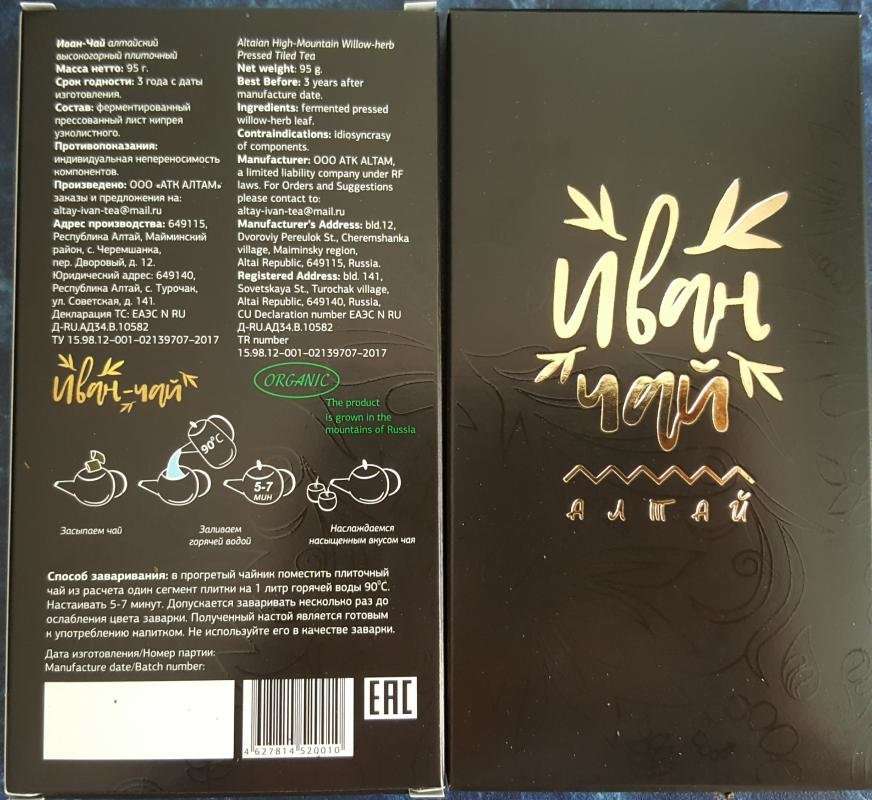 Иван-Чай алтайский
высокогорный плиточный
Масса нетто: 95 г.
Срок годности: 3 года с даты
изготовления.
Состав: ферментированный
прессованный лист кипрея
узколистного.
Противопоказания:
индивидуальная непереносимость
компонентов.
Произведено: ООО «АТК АЛТАМ»
заказы и предложения на:
altay-ivan-tea@mail.ru
Адрес производства: 649115,
Республика Алтай, Майминский
район, с. Черемшанка,
пер. Дворовый, д. 12.
Юридический адрес: 649140,
Республика Алтай, с. Турочак,
ул. Советская, д. 141.
Декларация ТС: ЕАЭС N RU
Д-RU.АД34.В.10582
ТУ 15.98.12-001-02139707-2017
Altaian High-Mountain Willow-herb
Pressed Tiled Tea
Net weight: 95 g.
Best Before: 3 years after
manufacture date.
Ingredients: fermented pressed
willow-herb leaf.
Contraindications: idiosyncrasy
of components.
Manufacturer: ООО АТК ALTAM,
a limited liability company under RF
laws. For Orders and Suggestions
please contact to:
altay-ivan-tea@mail.ru
Manufacturer's Address: bld.12,
Dvoroviy Pereulok St., Cheremshanka
village, Maiminsky region,
Altai Republic, 649115, Russia.
Registered Address: bld. 141,
Sovetskaya St., Turochak village,
Altai Republic, 649140, Russia,
CU Declaration number ЕАЭС N RU
Д-RU.АД34.В.10582
TR number
15.98.12-001-02139707-2017
Иван-чай
ORGANIC
The product
is grown in the
mountains of Russia
90°C
5-7
МИН
Засыпаем чай
Заливаем
горячей водой
Наслаждаемся
насыщенным вкусом чая
Способ заваривания: в прогретый чайник поместить плиточный
чай из расчета один сегмент плитки на 1 литр горячей воды 90°С.
Настаивать 5-7 минут. Допускается заваривать несколько раз до
ослабления цвета заварки. Полученный настой является готовым
к употреблению напитком. Не используйте его в качестве заварки.
Дата изготовления/Номер партии:
Manufacture date/Batch number:
4 627814 520010
EAC
Иван
чай
АЛТАЙ